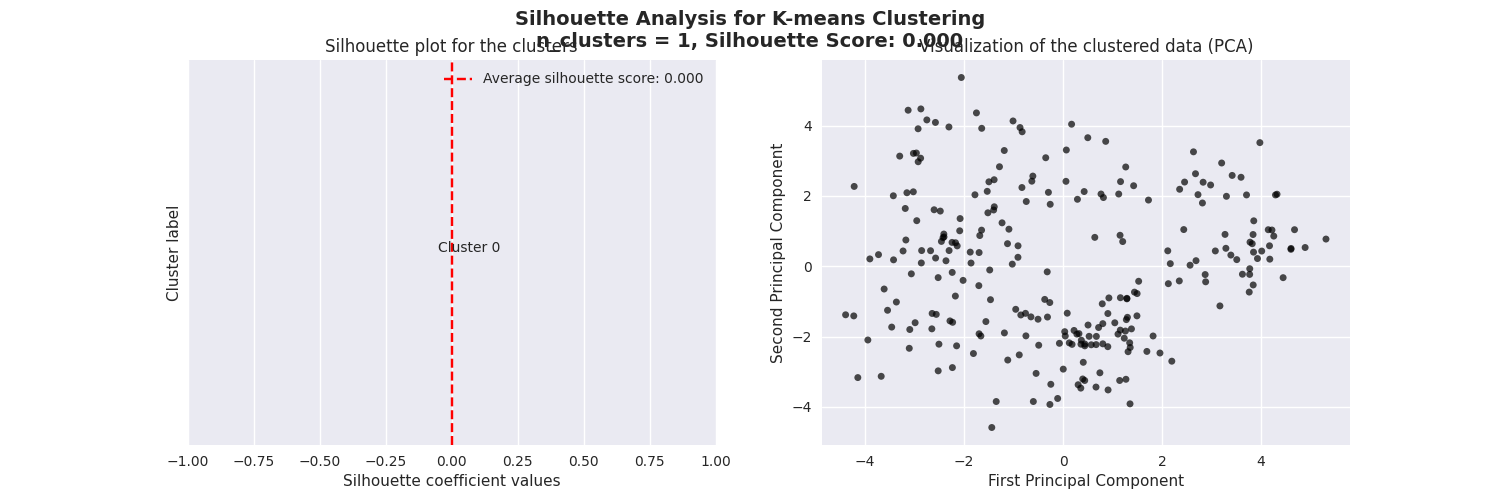 Silhouette Analysis for K-means Clustering
n_clusters = 1, Silhouette Score: 0.000
Silhouette plot for the clusters
Average silhouette score: 0.000
Cluster label
Cluster 0
−1.00 −0.75 −0.50 −0.25 0.00 0.25 0.50 0.75 1.00
Silhouette coefficient values
Visualization of the clustered data (PCA)
Second Principal Component
4
2
0
−2
−4
−4 −2 0 2 4
First Principal Component